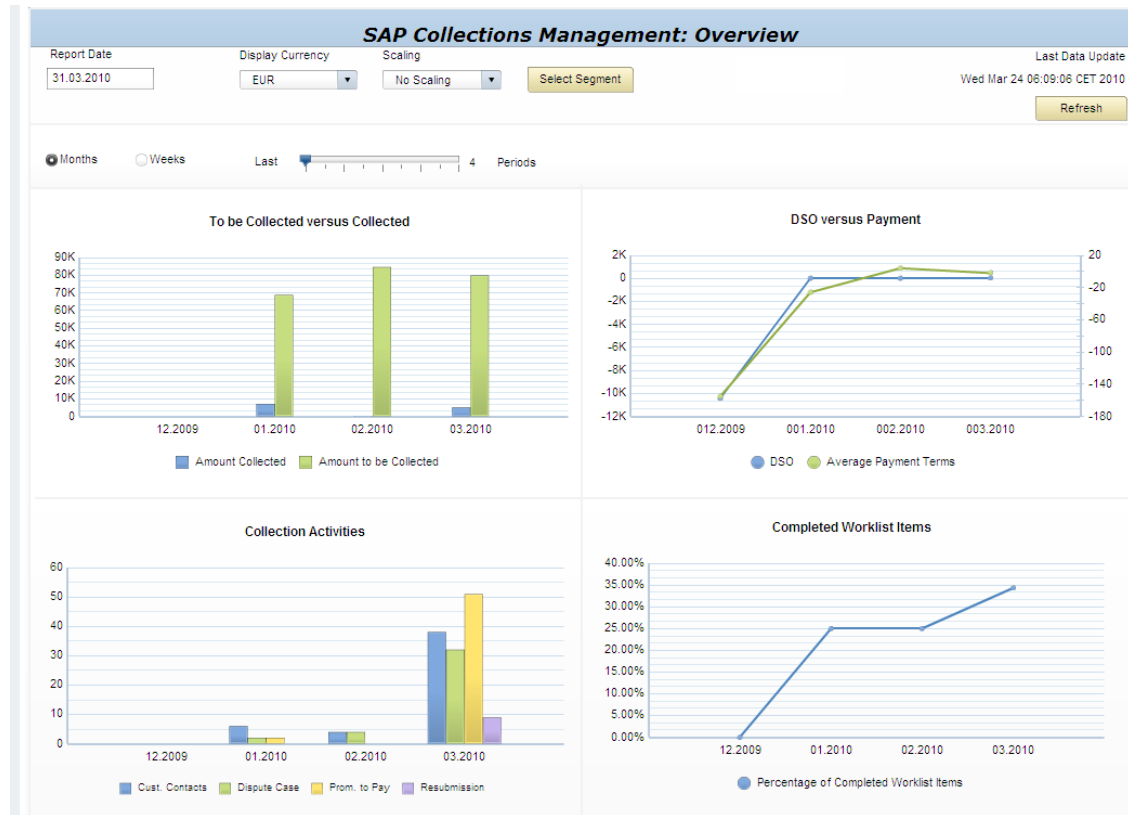 SAP Collections Management: Overview
Report Date
Display Currency
Scaling
Last Data Update
31.03.2010
EUR
No Scaling
Select Segment
Wed Mar 24 06:09:06 CET 2010
Refresh
Months
Weeks
Last
4
Periods
To be Collected versus Collected
90K
80K
70K
60K
50K
40K
30K
20K
10K
0
12.2009
01.2010
02.2010
03.2010
Amount Collected
Amount to be Collected
DSO versus Payment
2K
0
-2K
-4K
-6K
-8K
-10K
-12K
20
-20
-60
-100
-140
-180
012.2009
001.2010
002.2010
003.2010
DSO
Average Payment Terms
Collection Activities
60
50
40
30
20
10
0
12.2009
01.2010
02.2010
03.2010
Cust. Contacts
Dispute Case
Prom. to Pay
Resubmission
Completed Worklist Items
40.00%
35.00%
30.00%
25.00%
20.00%
15.00%
10.00%
5.00%
0.00%
12.2009
01.2010
02.2010
03.2010
Percentage of Completed Worklist Items